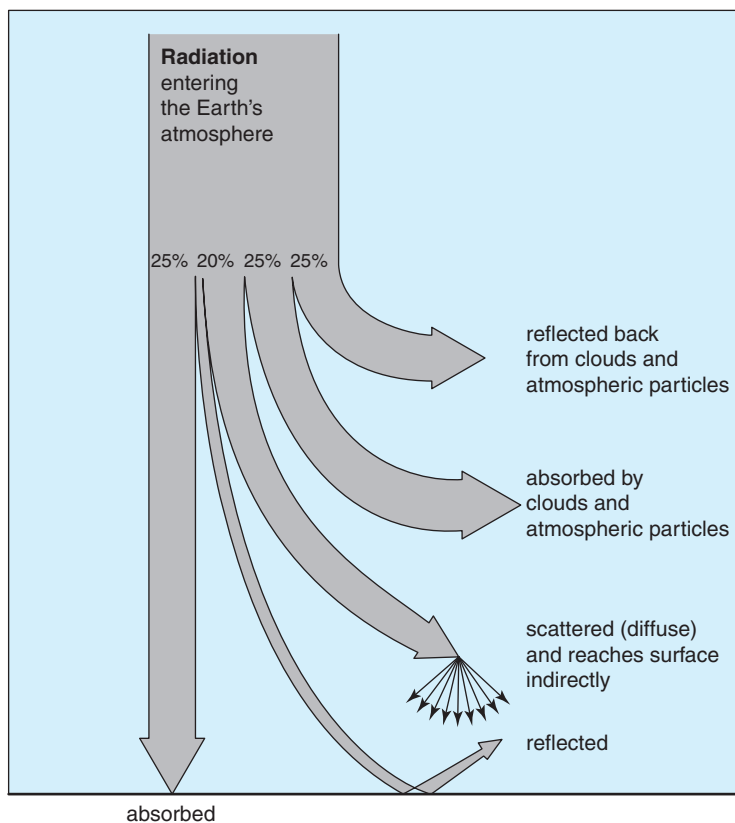 Radiation
entering
the Earth's
atmosphere
25% 20% 25% 25%
reflected back
from clouds and
atmospheric particles
absorbed by
clouds and
atmospheric particles
scattered (diffuse)
and reaches surface
indirectly
reflected
absorbed